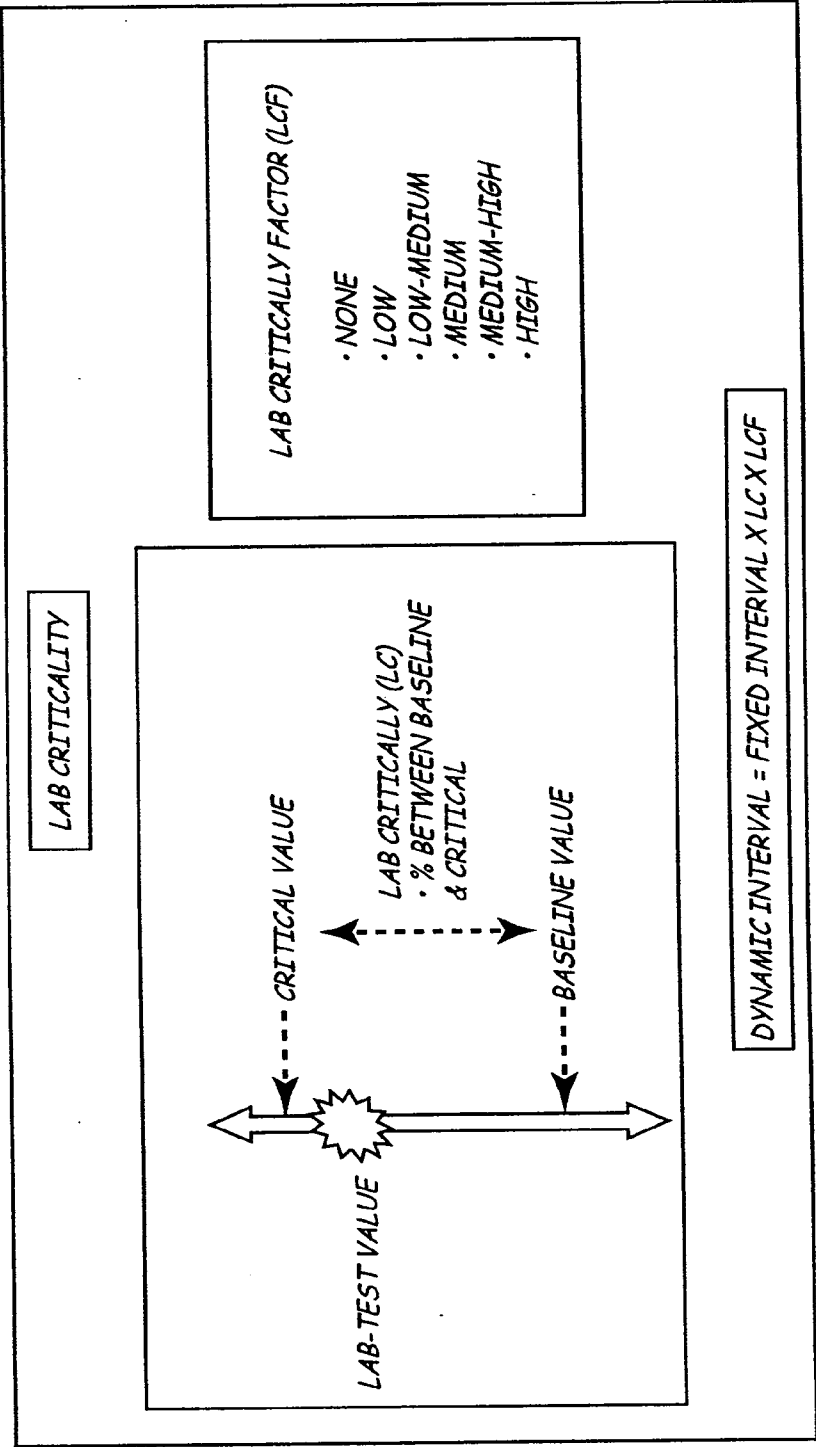 LAB CRITICALITY
CRITICAL VALUE
LAB-TEST VALUE
LAB CRITICALLY (LC)
· % BETWEEN BASELINE
& CRITICAL
BASELINE VALUE
LAB CRITICALLY FACTOR (LCF)
· NONE
· LOW
· LOW-MEDIUM
· MEDIUM
· MEDIUM-HIGH
· HIGH
DYNAMIC INTERVAL = FIXED INTERVAL X LC X LCF